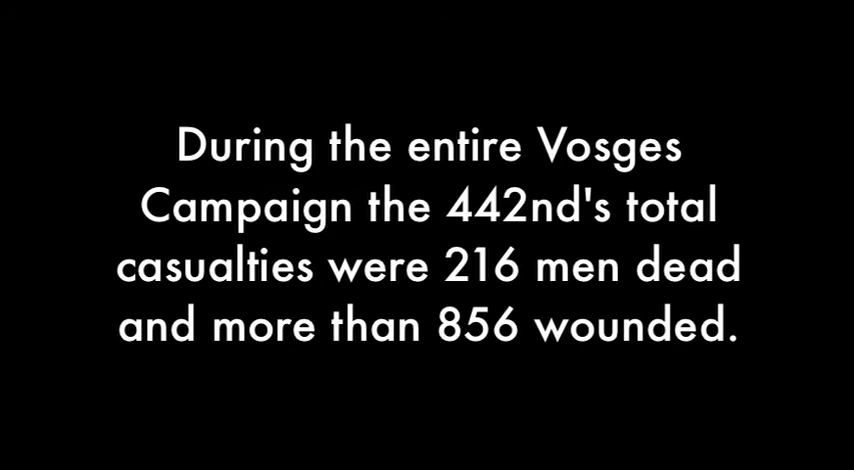 During the entire Vosges
Campaign the 442nd's total
casualties were 216 men dead
and more than 856 wounded.